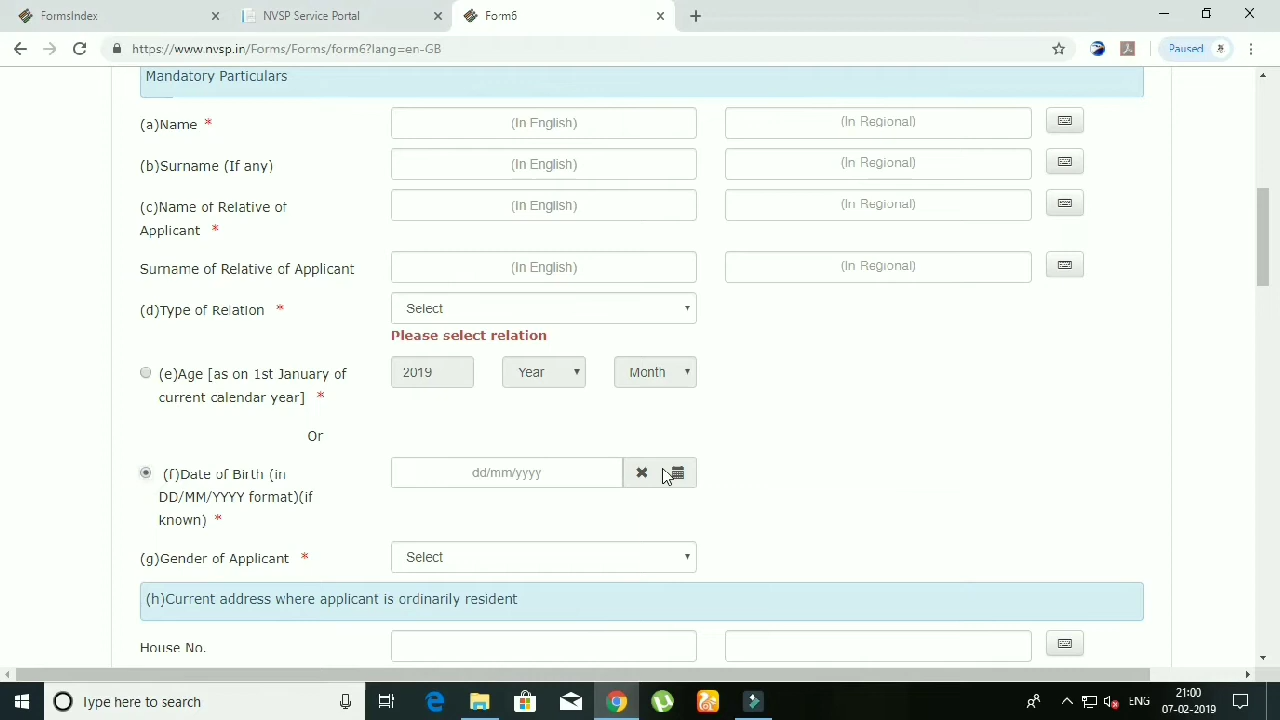 FormsIndex
NVSP Service Portal
Form6
https://www.nvsp.in/Forms/Forms/form6?lang=en-GB
Paused
Mandatory Particulars
(a)Name *
(In English)
(In Regional)
(b)Surname (If any)
(In English)
(In Regional)
(c)Name of Relative of
Applicant *
(In English)
(In Regional)
Surname of Relative of Applicant
(In English)
(In Regional)
(d)Type of Relation *
Select
Please select relation
(e)Age [as on 1st January of
current calendar year] *
2019
Year
Month
Or
(f)Date of Birth (in
DD/MM/YYYY format)(if
known) *
dd/mm/yyyy
(g)Gender of Applicant *
Select
(h)Current address where applicant is ordinarily resident
House No.
Type here to search
ENG
21:00
07-02-2019